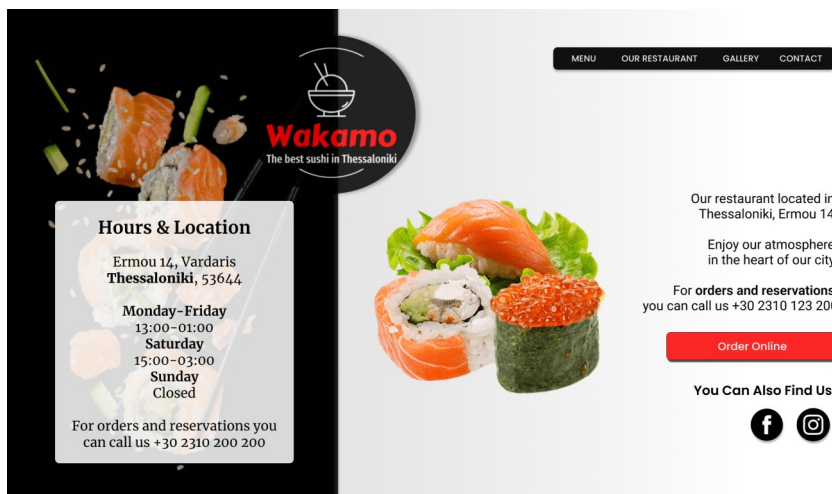 Wakamo
The best sushi in Thessaloniki
MENU OUR RESTAURANT GALLERY CONTACT
Hours & Location
Ermou 14, Vardaris
Thessaloniki, 53644
Monday-Friday
13:00-01:00
Saturday
15:00-03:00
Sunday
Closed
For orders and reservations you
can call us +30 2310 200 200
Our restaurant located in
Thessaloniki, Ermou 14
Enjoy our atmosphere
in the heart of our city
For orders and reservations
you can call us +30 2310 123 200
Order Online
You Can Also Find Us